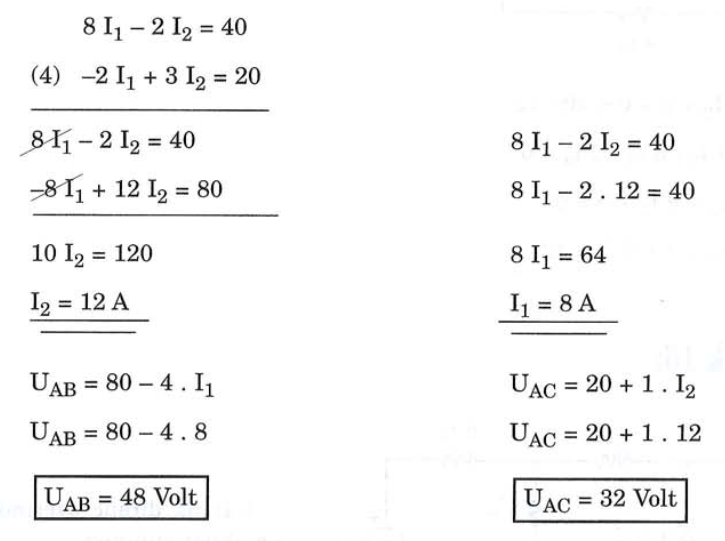 8 I₁ – 2 I₂ = 40
(4) –2 I₁ + 3 I₂ = 20
8 I₁ – 2 I₂ = 40
–8 I₁ + 12 I₂ = 80
10 I₂ = 120
I₂ = 12 A
U_AB = 80 – 4 . I₁
U_AB = 80 – 4 . 8
U_AB = 48 Volt
8 I₁ – 2 I₂ = 40
8 I₁ – 2 . 12 = 40
8 I₁ = 64
I₁ = 8 A
U_AC = 20 + 1 . I₂
U_AC = 20 + 1 . 12
U_AC = 32 Volt